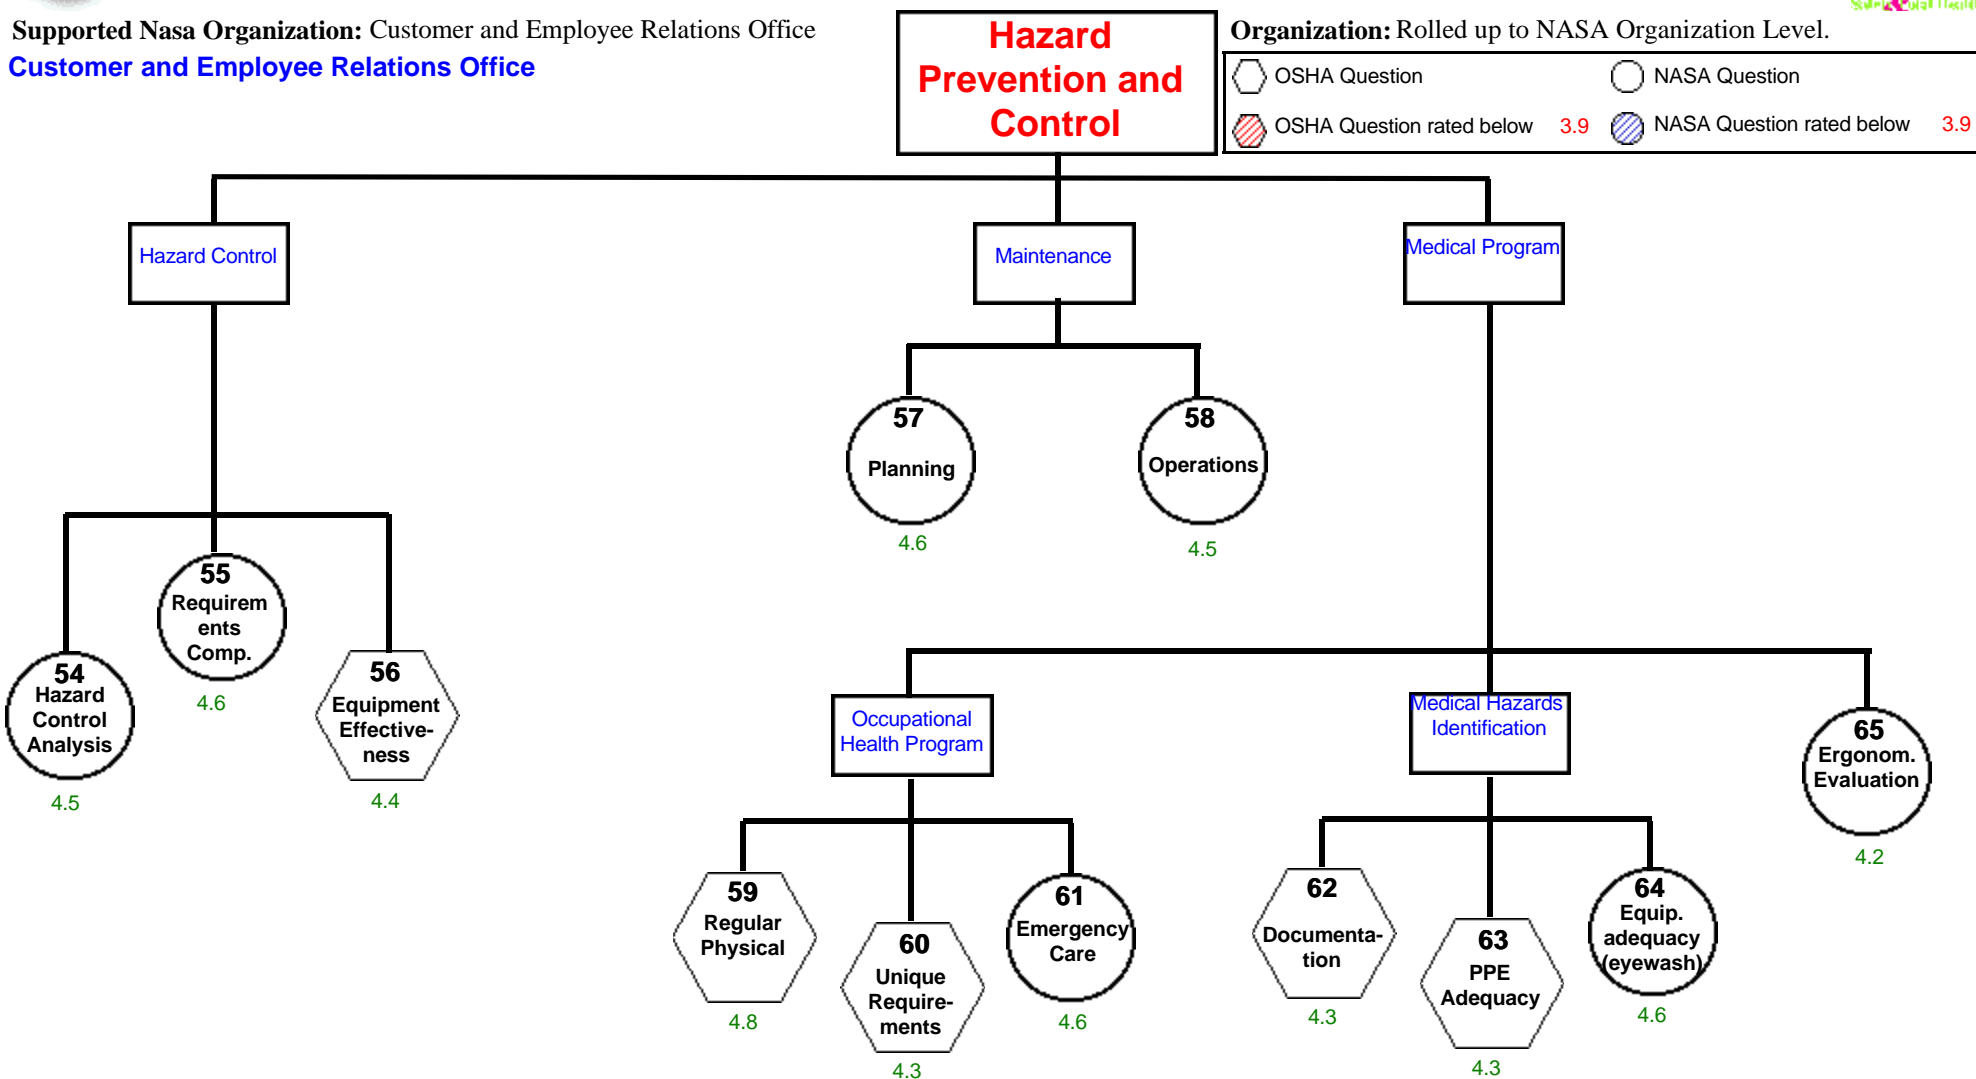 Supported Nasa Organization: Customer and Employee Relations Office
Customer and Employee Relations Office
Hazard
Prevention and
Control
Organization: Rolled up to NASA Organization Level.
OSHA Question
NASA Question
OSHA Question rated below 3.9
NASA Question rated below 3.9
Hazard Control
Maintenance
Medical Program
57
Planning
4.6
58
Operations
4.5
54
Hazard
Control
Analysis
4.5
55
Requirem
ents
Comp.
4.6
56
Equipment
Effective-
ness
4.4
Occupational
Health Program
Medical Hazards
Identification
65
Ergonom.
Evaluation
4.2
59
Regular
Physical
4.8
60
Unique
Require-
ments
4.3
61
Emergency
Care
4.6
62
Documenta-
tion
4.3
63
PPE
Adequacy
4.3
64
Equip.
adequacy
(eyewash)
4.6